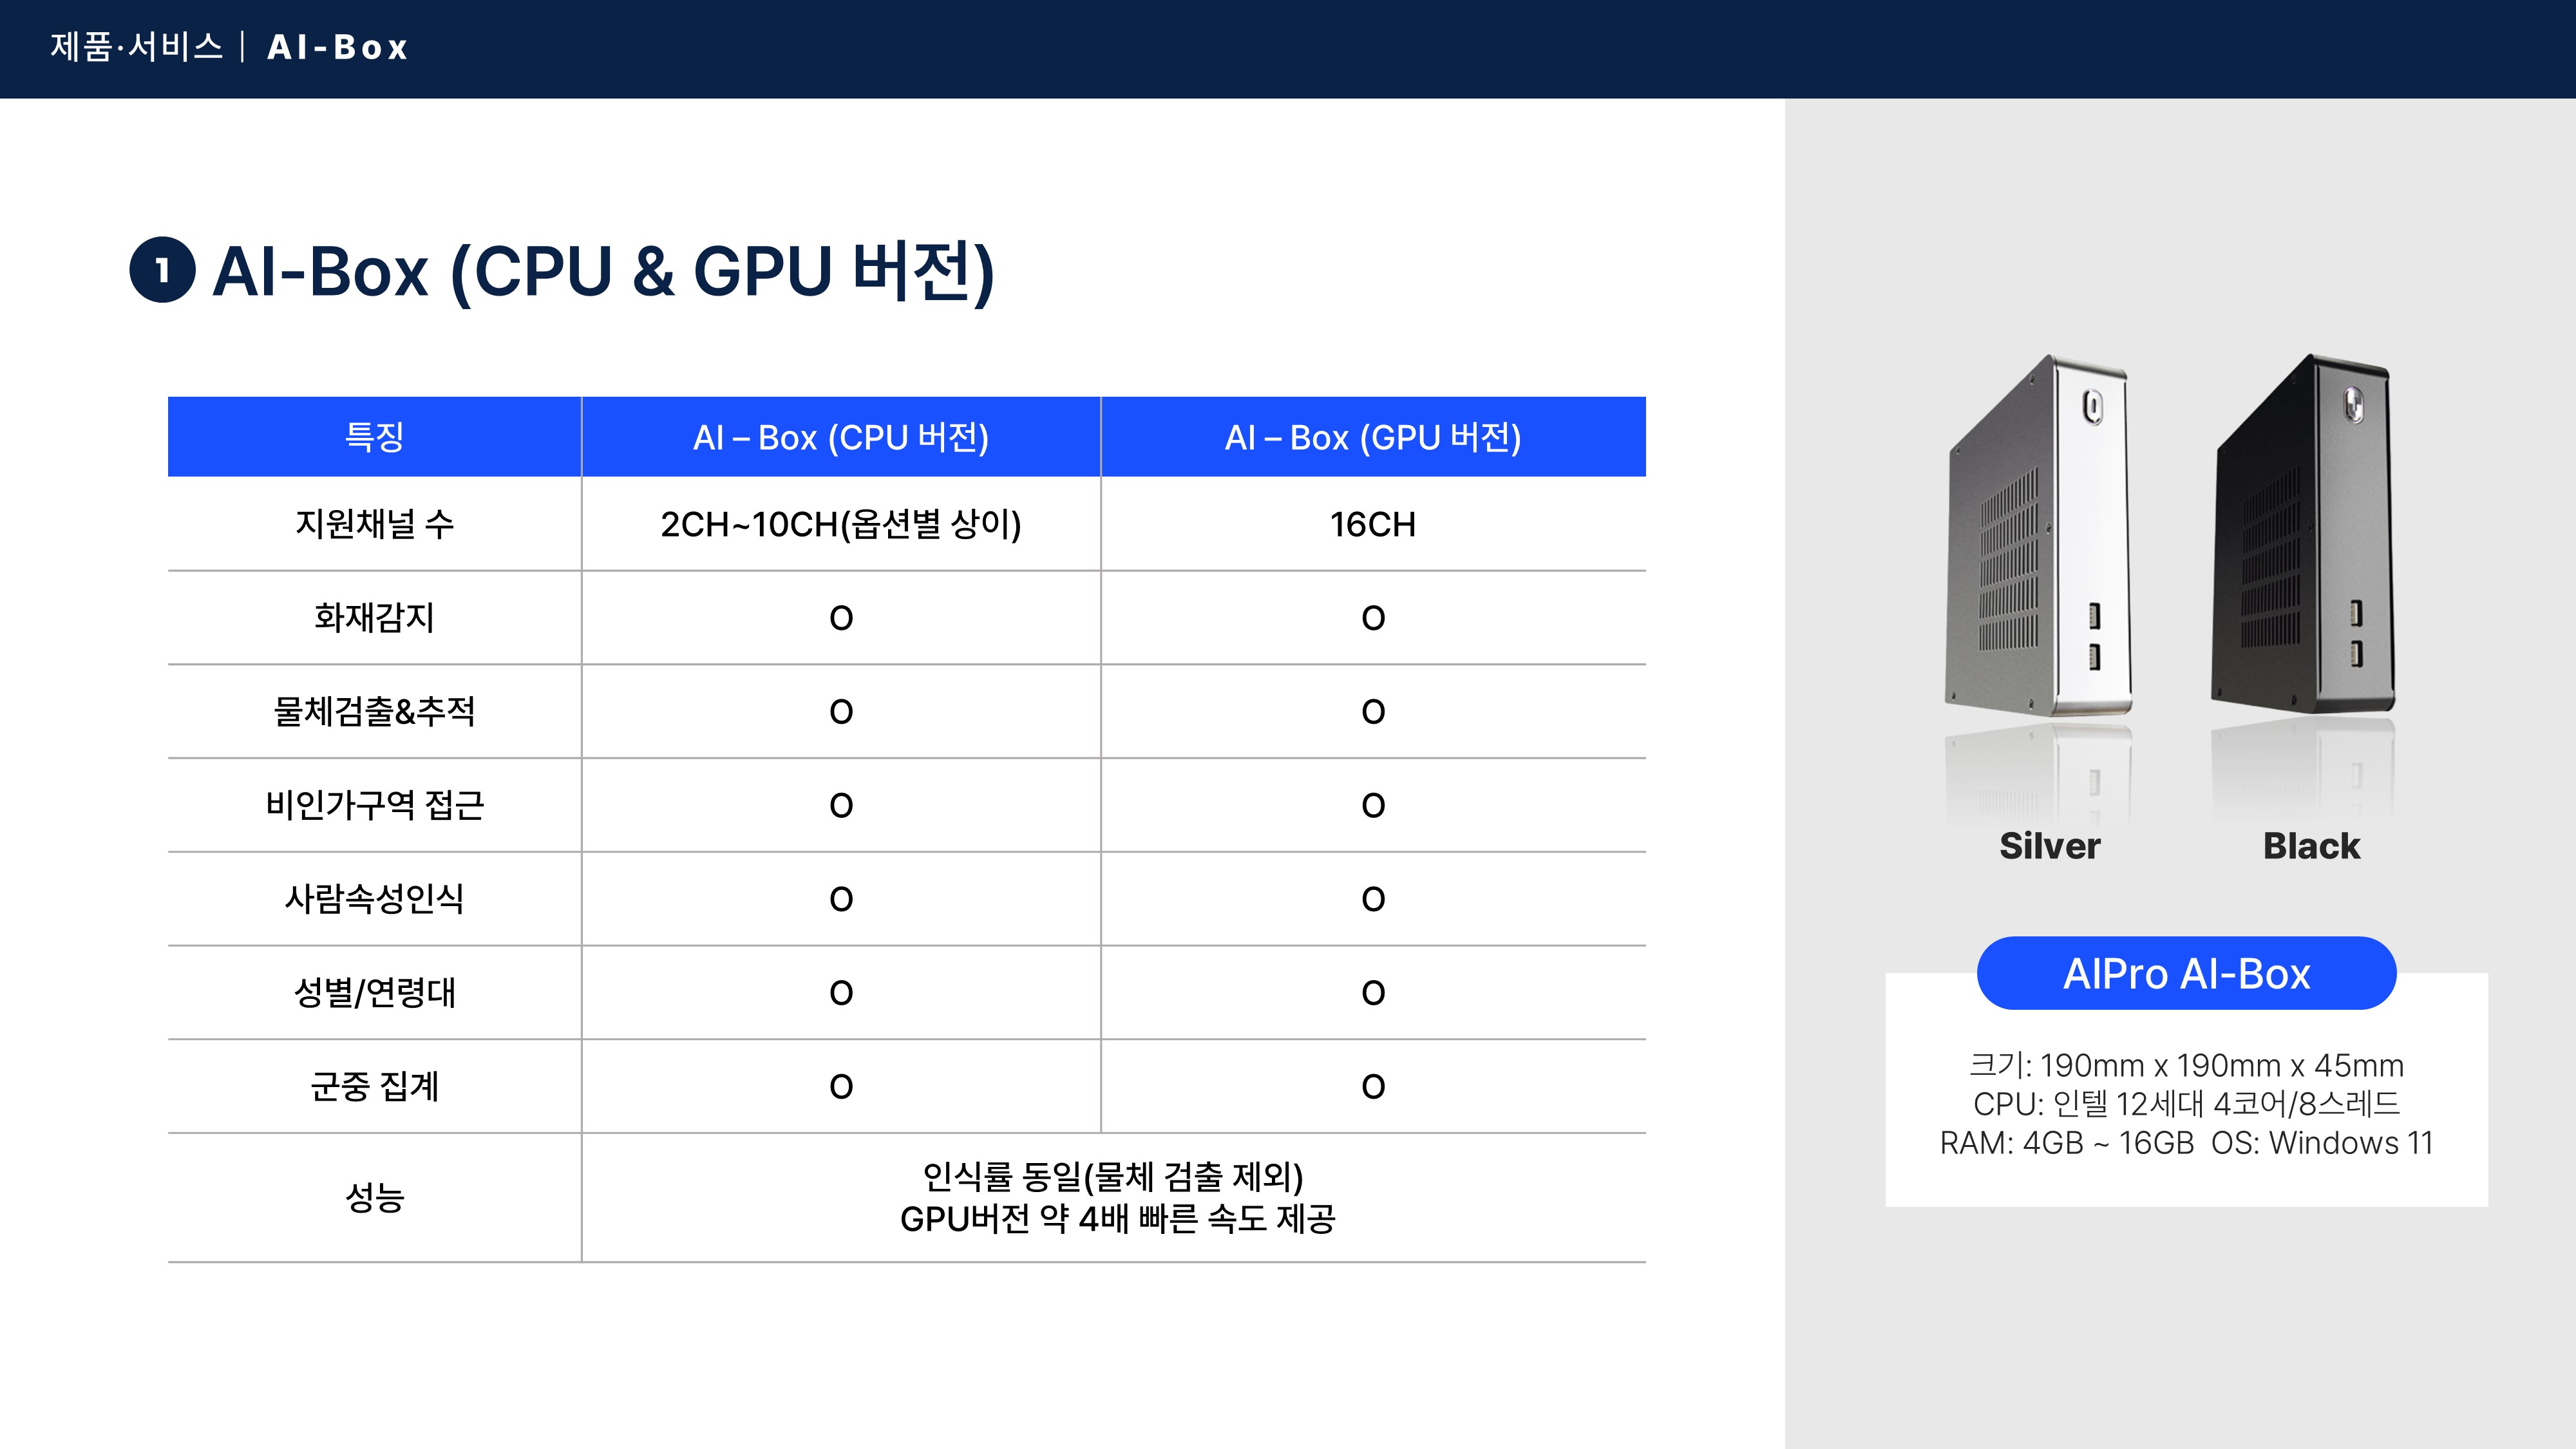 제품·서비스 | AI-Box
1 AI-Box (CPU & GPU 버전)
특징 AI – Box (CPU 버전) AI – Box (GPU 버전)
지원채널 수 2CH~10CH(옵션별 상이) 16CH
화재감지 O O
물체검출&추적 O O
비인가구역 접근 O O
사람속성인식 O O
성별/연령대 O O
군중 집계 O O
성능 인식률 동일(물체 검출 제외)
GPU버전 약 4배 빠른 속도 제공
Silver Black
AIPro AI-Box
크기: 190mm x 190mm x 45mm
CPU: 인텔 12세대 4코어/8스레드
RAM: 4GB ~ 16GB OS: Windows 11